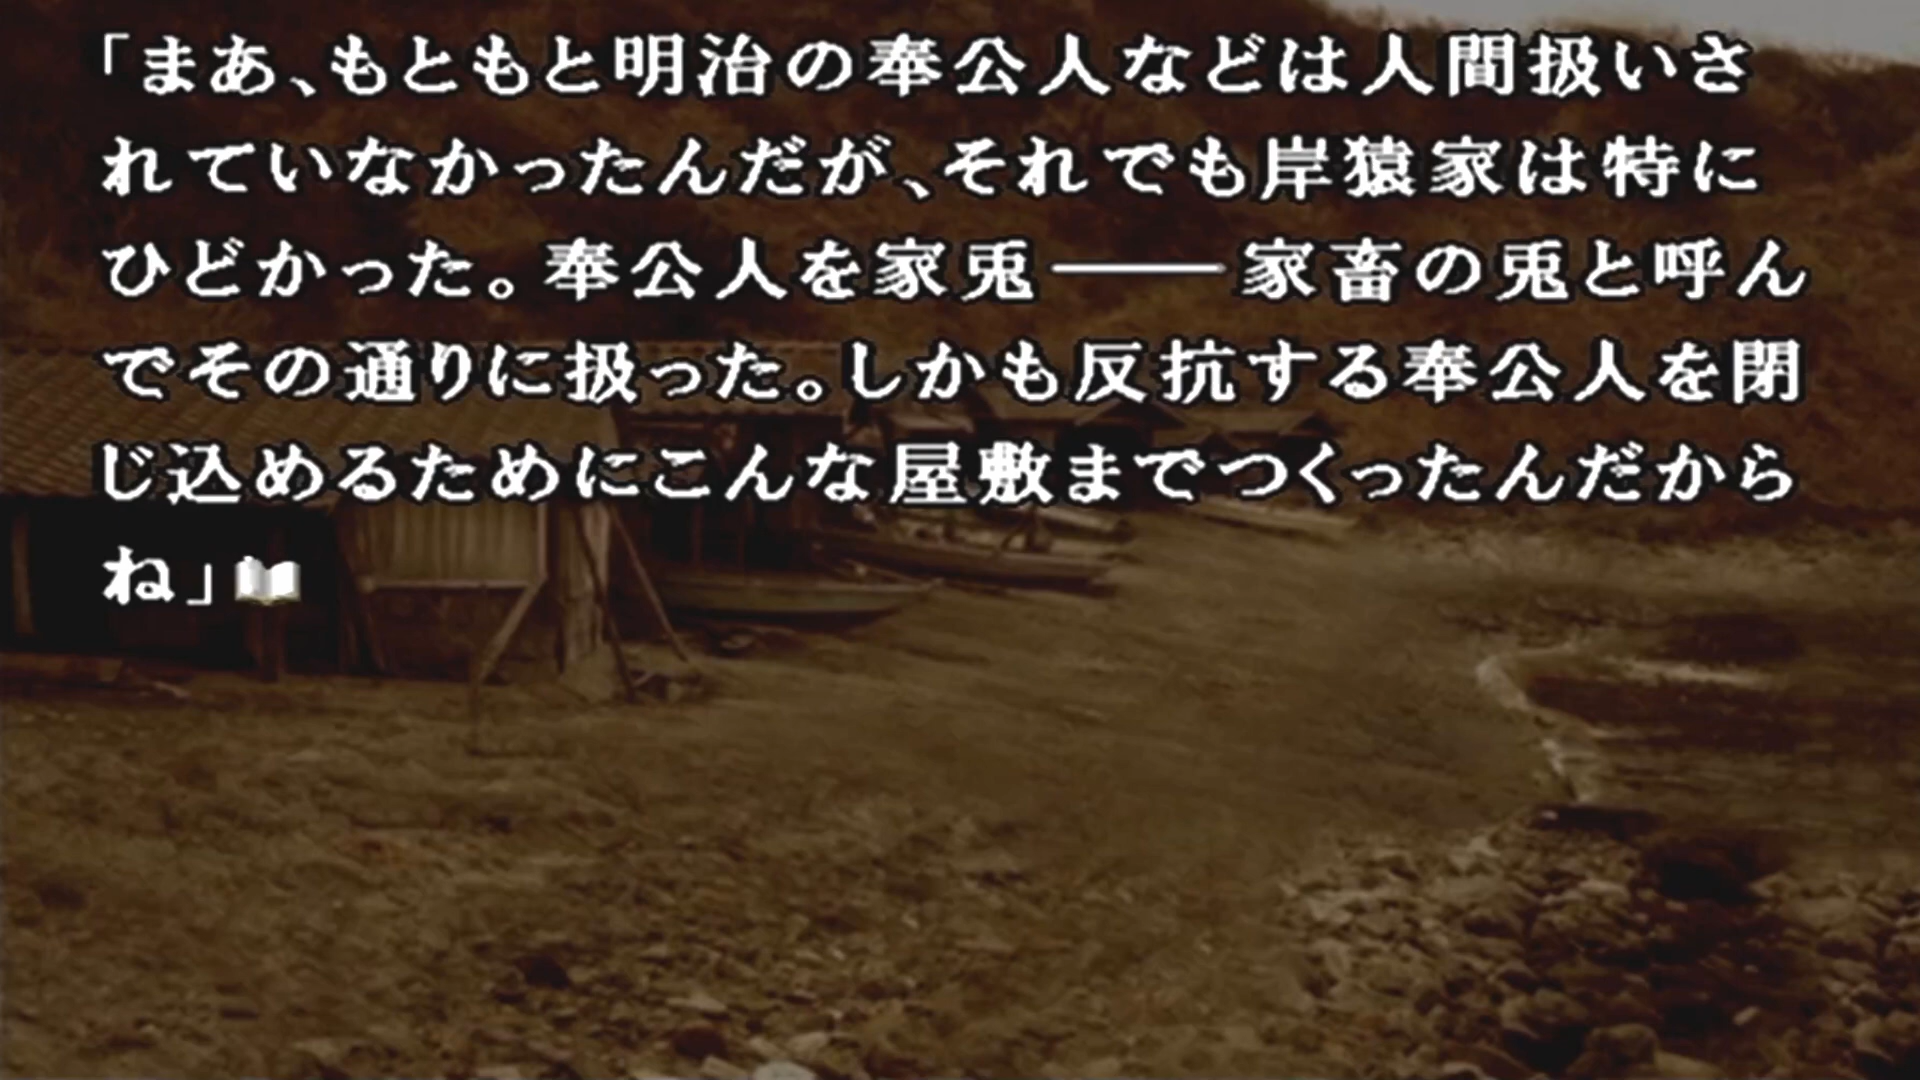 「まあ、もともと明治の奉公人などは人間扱いさ
れていなかったんだが、それでも岸猿家は特に
ひどかった。奉公人を家兎――家畜の兎と呼ん
でその通りに扱った。しかも反抗する奉公人を閉
じ込めるためにこんな屋敷までつくったんだから
ね」